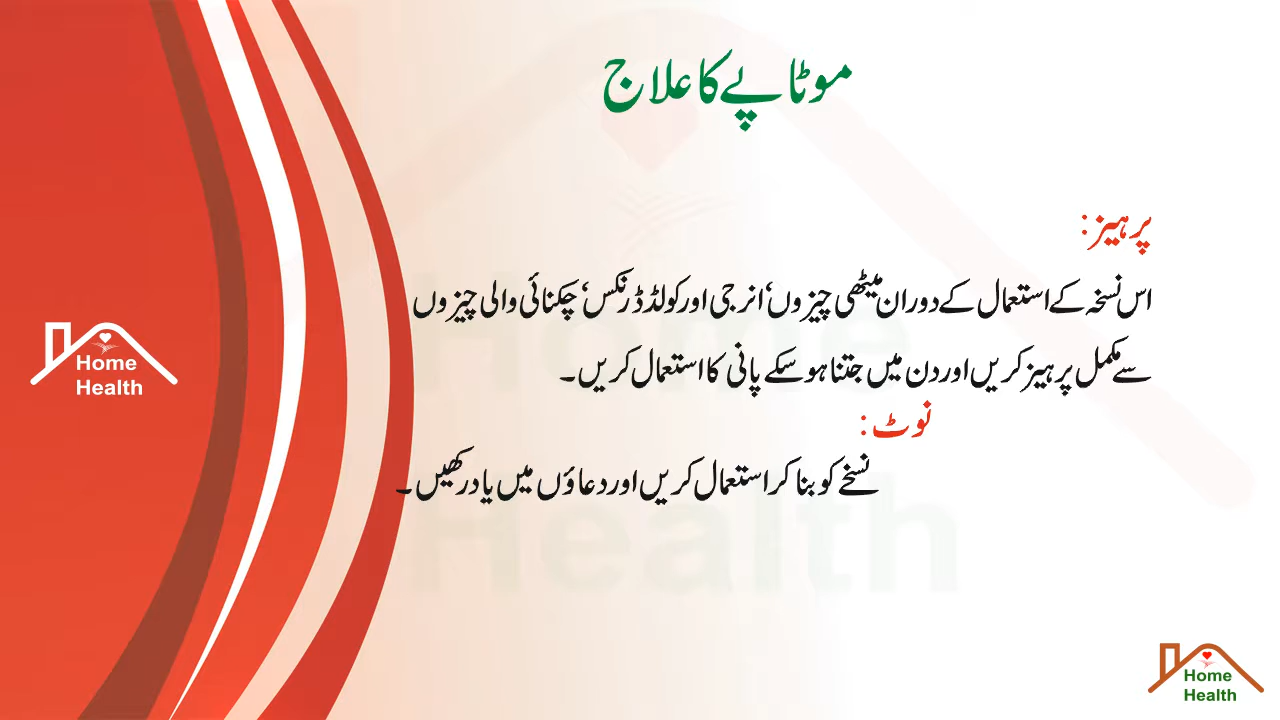 موٹاپے کا علاج
پرہیز:
اس نسخہ کے استعمال کے دوران میٹھی چیزوں‘ انرجی اور کولڈ ڈرنکس‘ چکنائی والی چیزوں
سے مکمل پرہیز کریں اور دن میں جتنا ہو سکے پانی کا استعمال کریں۔
نوٹ:
نسخے کو بنا کر استعمال کریں اور دعاؤں میں یاد رکھیں۔
Home
Health
Home
Health
Home
Health